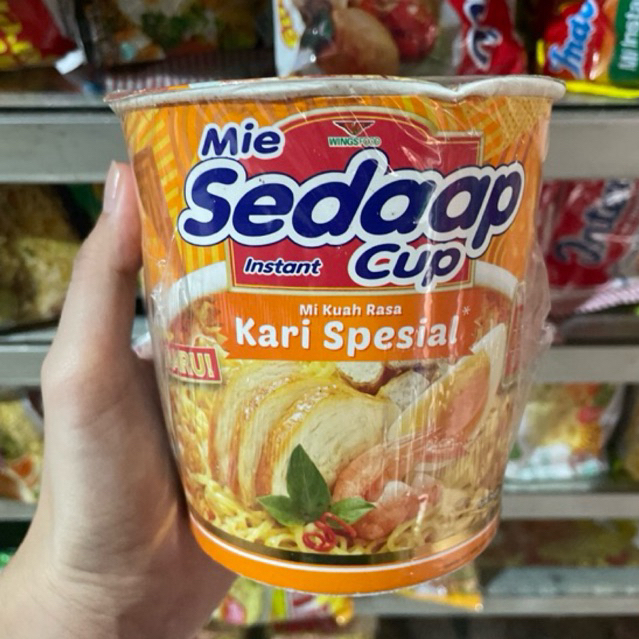 WINGSFOOD
Mie
Sedaap
Instant Cup
Mi Kuah Rasa
Kari Spesial*